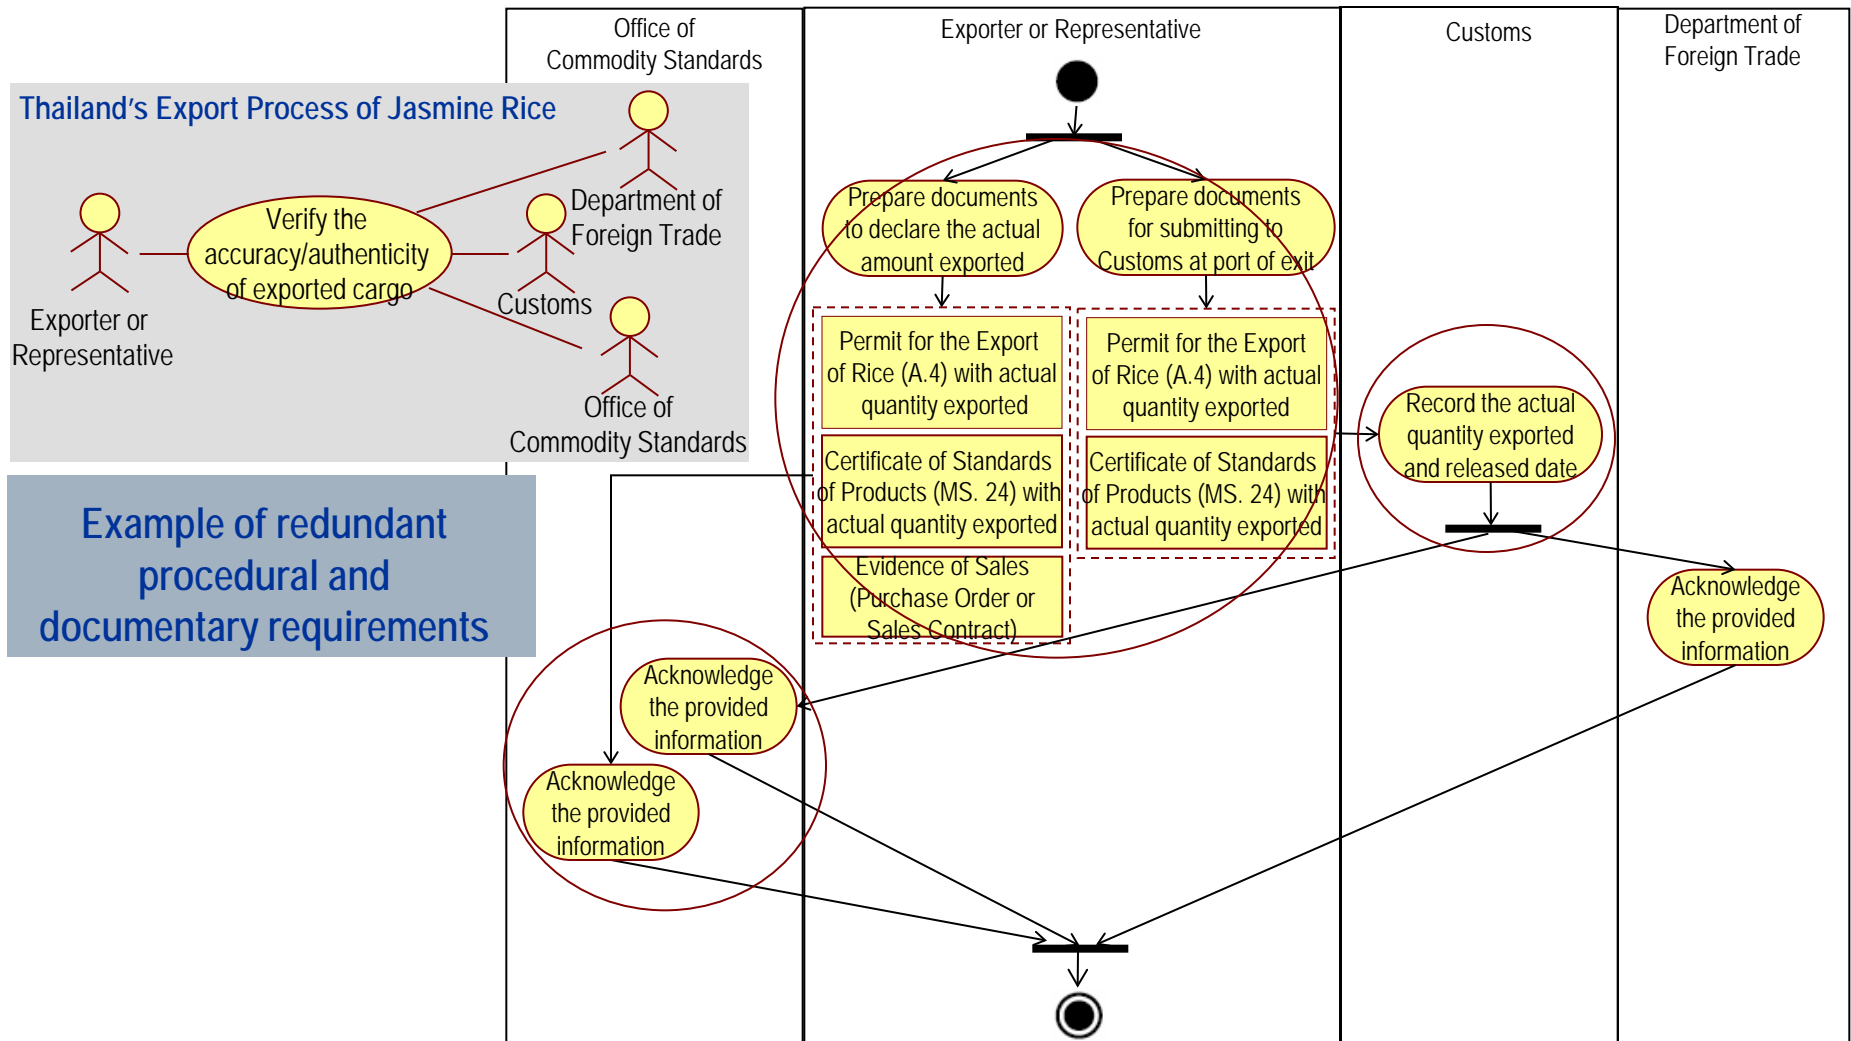 Office of
Commodity Standards
Exporter or Representative
Customs
Department of
Foreign Trade
Thailand's Export Process of Jasmine Rice
Department of
Foreign Trade
Verify the
accuracy/authenticity
of exported cargo
Customs
Exporter or
Representative
Office of
Commodity Standards
Example of redundant
procedural and
documentary requirements
Prepare documents
to declare the actual
amount exported
Prepare documents
for submitting to
Customs at port of exit
Permit for the Export
of Rice (A.4) with actual
quantity exported
Permit for the Export
of Rice (A.4) with actual
quantity exported
Certificate of Standards
of Products (MS. 24) with
actual quantity exported
Certificate of Standards
of Products (MS. 24) with
actual quantity exported
Evidence of Sales
(Purchase Order or
Sales Contract)
Record the actual
quantity exported
and released date
Acknowledge
the provided
information
Acknowledge
the provided
information
Acknowledge
the provided
information